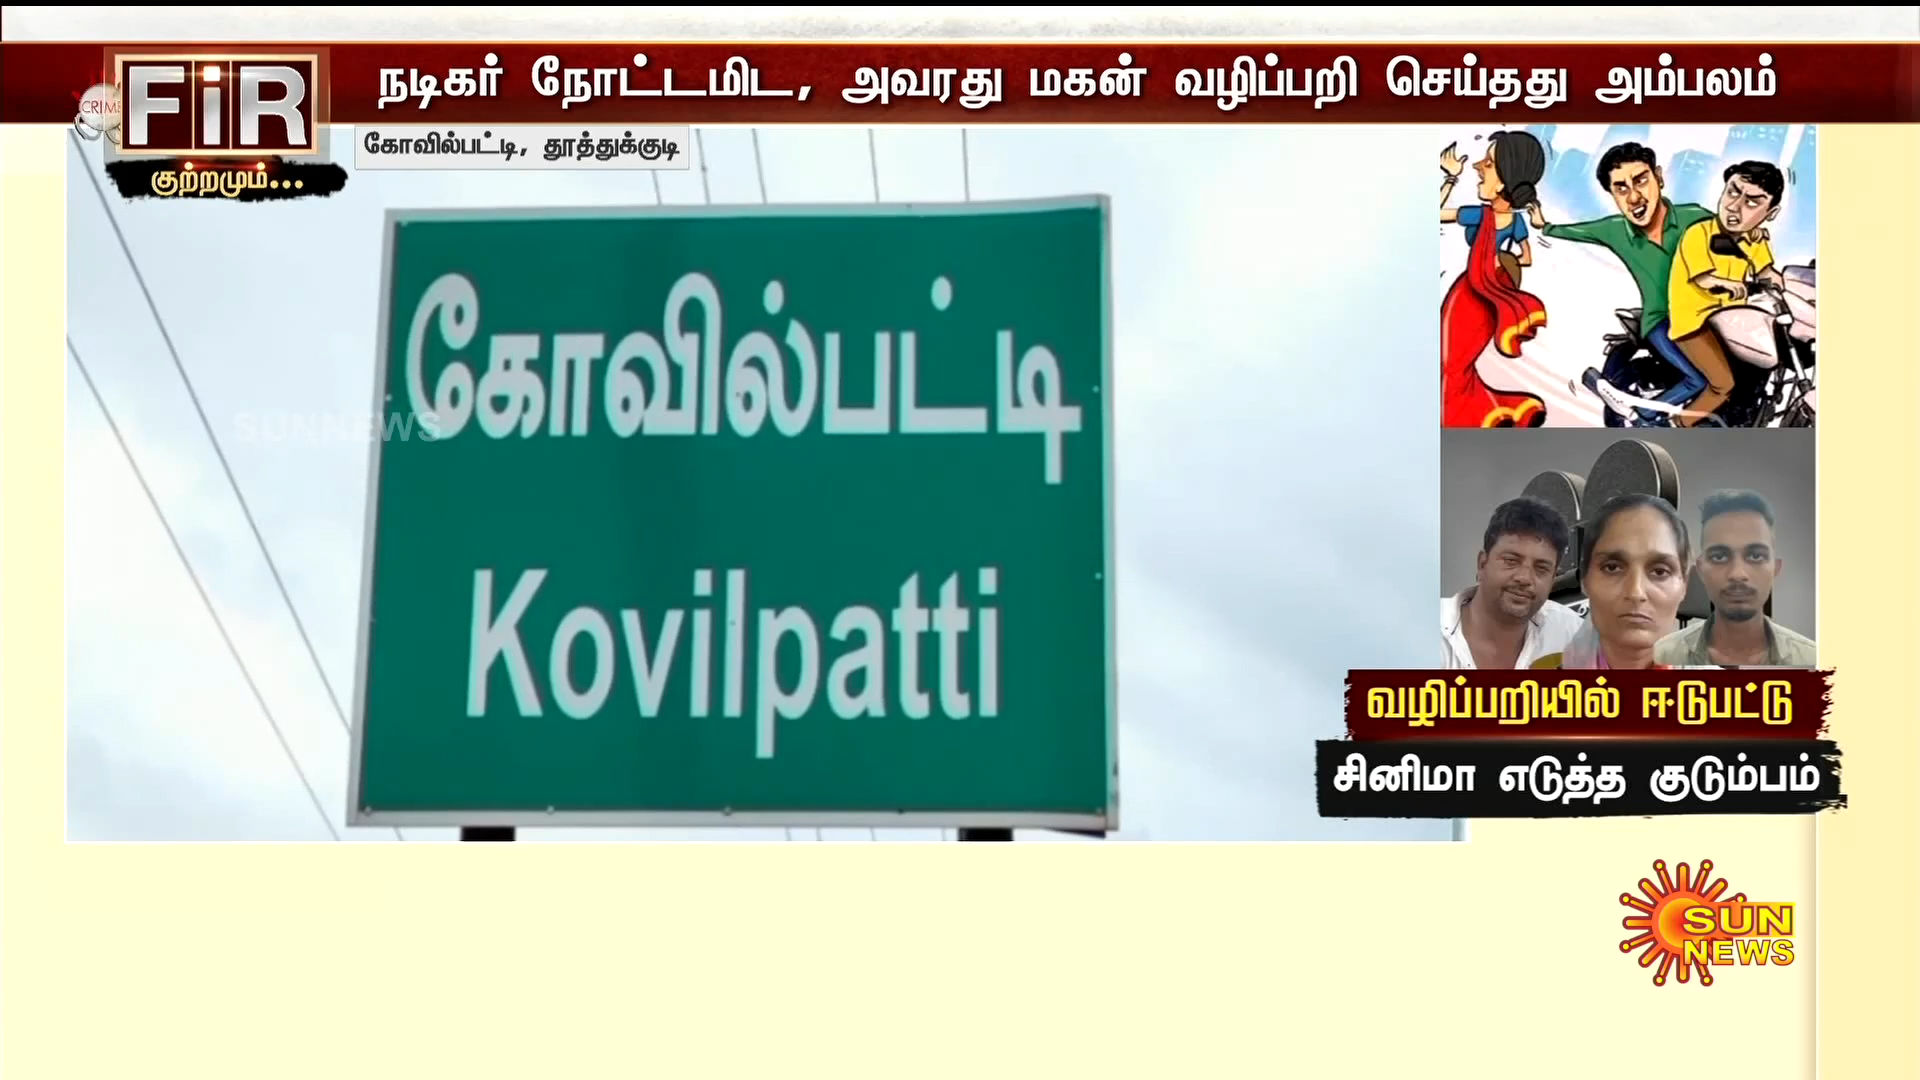 நடிகர் நோட்டமிட, அவரது மகன் வழிப்பறி செய்தது அம்பலம்
CRIME
FiR
குற்றமும்...
கோவில்பட்டி, தூத்துக்குடி
கோவில்பட்டி
SUNNEWS
Kovilpatti
வழிப்பறியில் ஈடுபட்டு
சினிமா எடுத்த குடும்பம்
SUN
NEWS